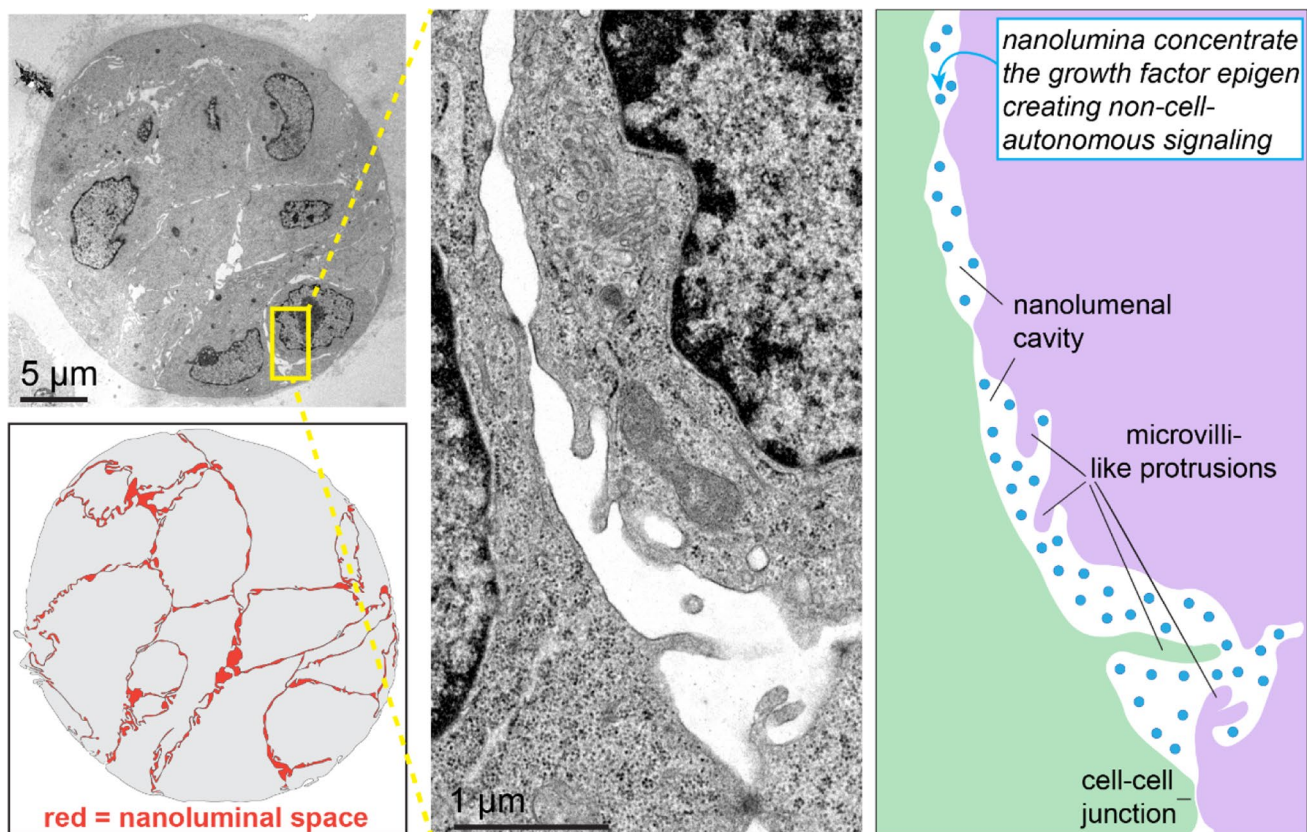 5 μm
red = nanoluminal space
1 μm
nanolumina concentrate
the growth factor epigen
creating non-cell-
autonomous signaling
nanolumenal
cavity
microvilli-
like protrusions
cell-cell
junction